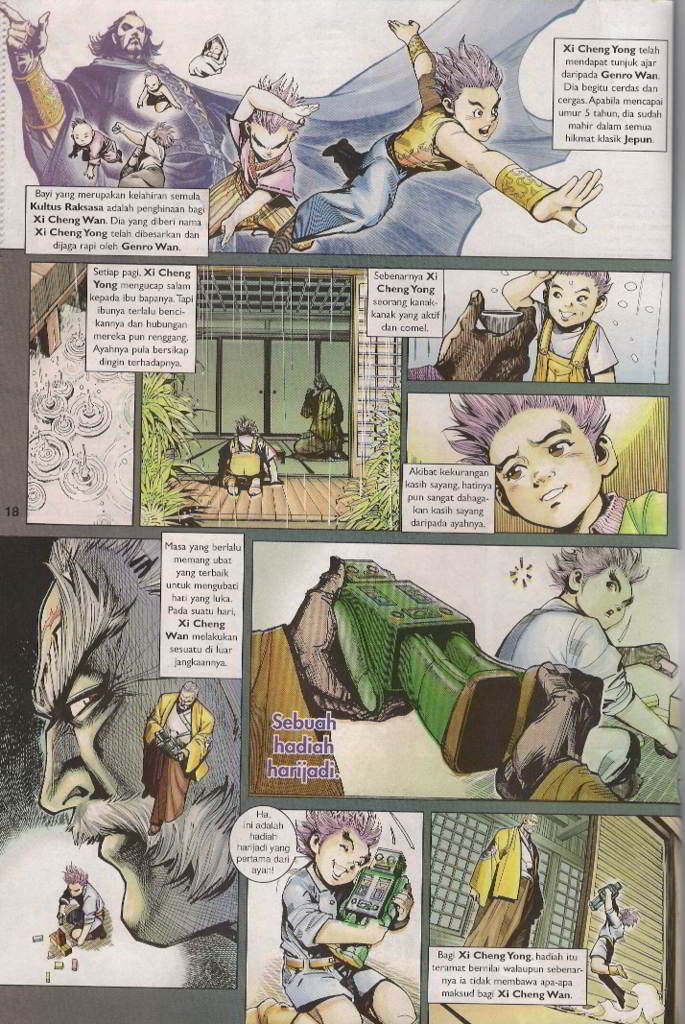 Xi Cheng Yong telah
mendapat tunjuk ajar
daripada Genro Wan.
Dia begitu cerdas dan
cergas. Apabila mencapai
umur 5 tahun, dia sudah
mahir dalam semua
hikmat klasik Jepun.
Bayi yang merupakan kelahiran semula
Kultus Raksasa adalah penghinaan bagi
Xi Cheng Wan. Dia yang diberi nama
Xi Cheng Yong telah dibesarkan dan
dijaga rapi oleh Genro Wan.
Setiap pagi, Xi Cheng
Yong mengucap salam
kepada ibu bapanya. Tapi
ibunya terlalu benci-
kannya dan hubungan
mereka pun renggang.
Ayahnya pula bersikap
dingin terhadapnya.
Sebenarnya Xi
Cheng Yong
seorang kanak-
kanak yang aktif
dan comel.
Akibat kekurangan
kasih sayang, hatinya
pun sangat dahaga-
kan kasih sayang
daripada ayahnya.
18
Masa yang berlalu
memang ubat
yang terbaik
untuk mengubati
hati yang luka.
Pada suatu hari,
Xi Cheng
Wan melakukan
sesuatu di luar
jangkaannya.
Sebuah
hadiah
harijadi.
Ha,
ini adalah
hadiah
harijadi yang
pertama dari
ayah!
Bagi Xi Cheng Yong, hadiah itu
teramat bernilai walaupun sebenar-
nya ia tidak membawa apa-apa
maksud bagi Xi Cheng Wan.